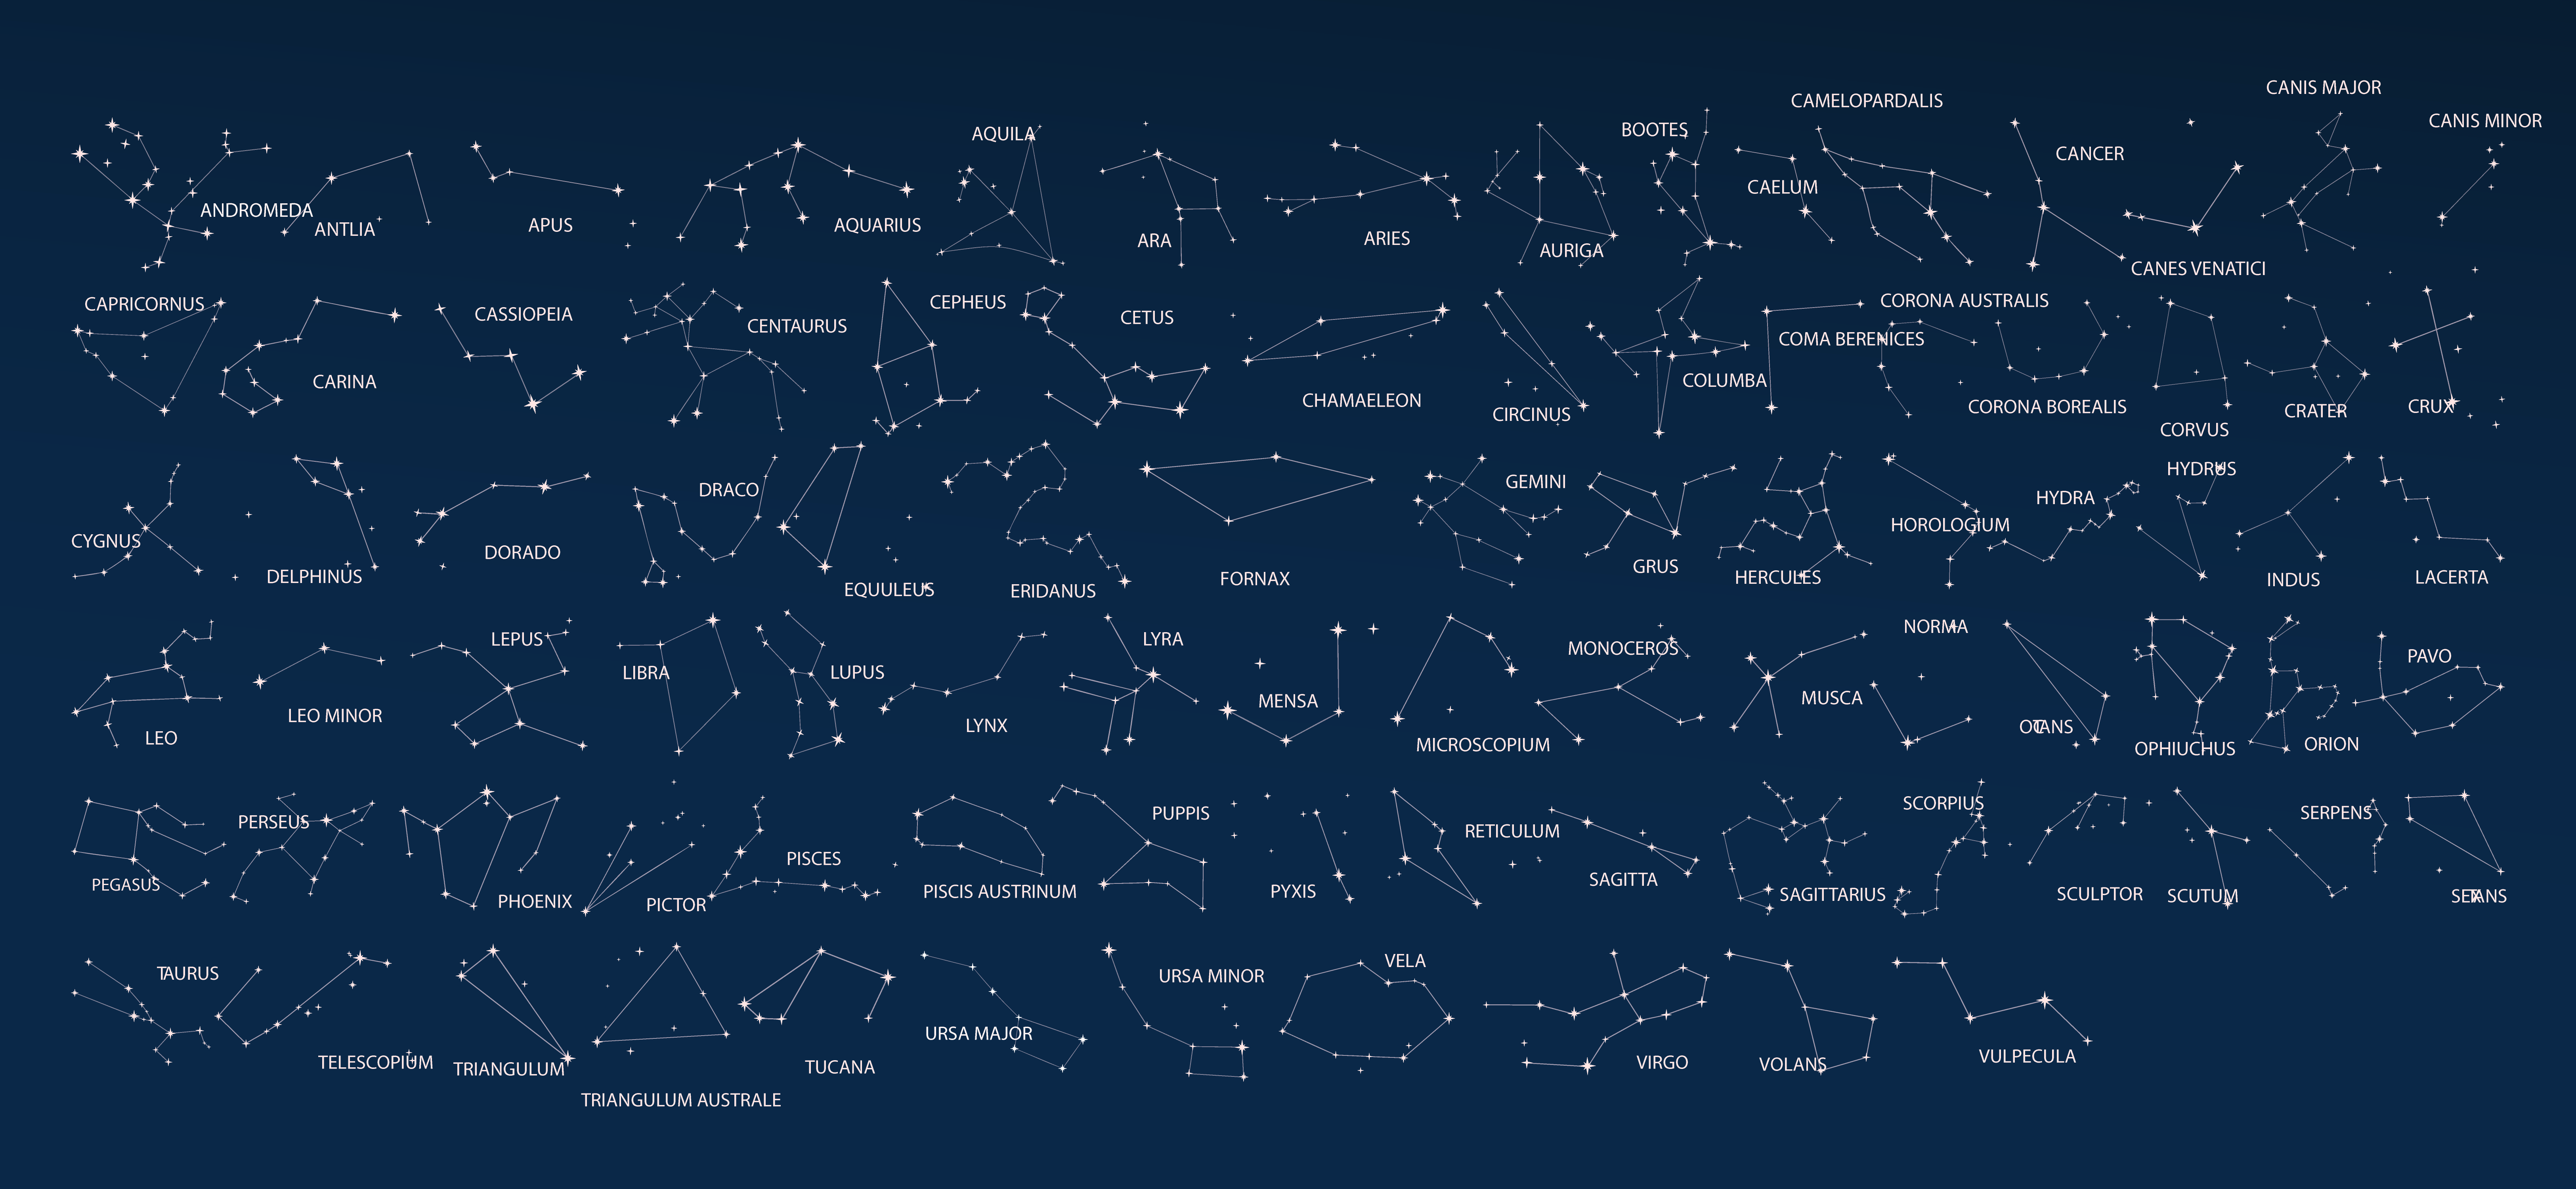 ANDROMEDA
ANTLIA
APUS
AQUARIUS
AQUILA
ARA
ARIES
AURIGA
BOOTES
CAELUM
CAMELOPARDALIS
CANCER
CANES VENATICI
CANIS MAJOR
CANIS MINOR
CAPRICORNUS
CARINA
CASSIOPEIA
CENTAURUS
CEPHEUS
CETUS
CHAMAELEON
CIRCINUS
COLUMBA
COMA BERENICES
CORONA AUSTRALIS
CORONA BOREALIS
CORVUS
CRATER
CRUX
CYGNUS
DELPHINUS
DORADO
DRACO
EQUULEUS
ERIDANUS
FORNAX
GEMINI
GRUS
HERCULES
HOROLOGIUM
HYDRA
HYDRUS
INDUS
LACERTA
LEO
LEO MINOR
LEPUS
LIBRA
LUPUS
LYNX
LYRA
MENSA
MICROSCOPIUM
MONOCEROS
MUSCA
NORMA
OCTANS
OPHIUCHUS
ORION
PAVO
PEGASUS
PERSEUS
PHOENIX
PICTOR
PISCES
PISCIS AUSTRINUM
PUPPIS
PYXIS
RETICULUM
SAGITTA
SAGITTARIUS
SCORPIUS
SCULPTOR
SCUTUM
SERPENS
SEXTANS
TAURUS
TELESCOPIUM
TRIANGULUM
TRIANGULUM AUSTRALE
TUCANA
URSA MAJOR
URSA MINOR
VELA
VIRGO
VOLANS
VULPECULA